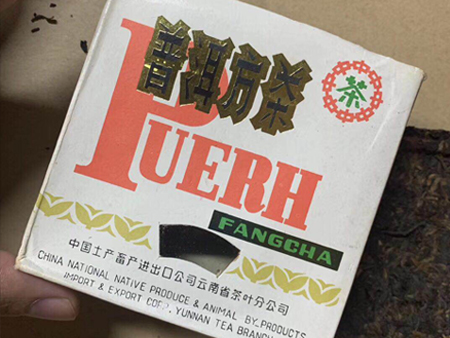 普洱方茶
茶
PUERH
FANGCHA
中国土产畜产进出口公司云南省茶叶分公司
CHINA NATIONAL NATIVE PRODUCE & ANIMAL BY-PRODUCTS
IMPORT & EXPORT CORP. YUNNAN TEA BRANCH